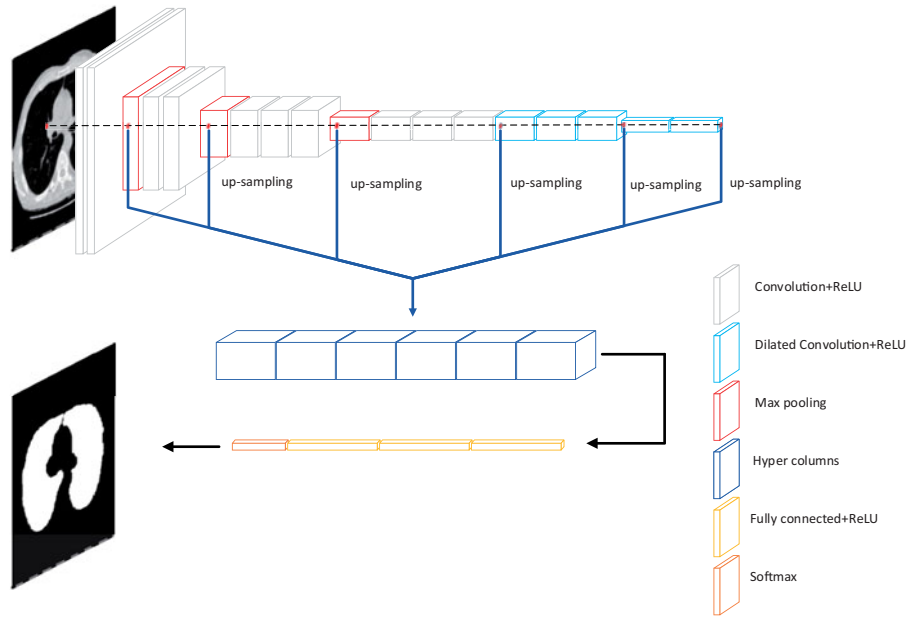 up-sampling
up-sampling
up-sampling
up-sampling
up-sampling
Convolution+ReLU
Dilated Convolution+ReLU
Max pooling
Hyper columns
Fully connected+ReLU
Softmax